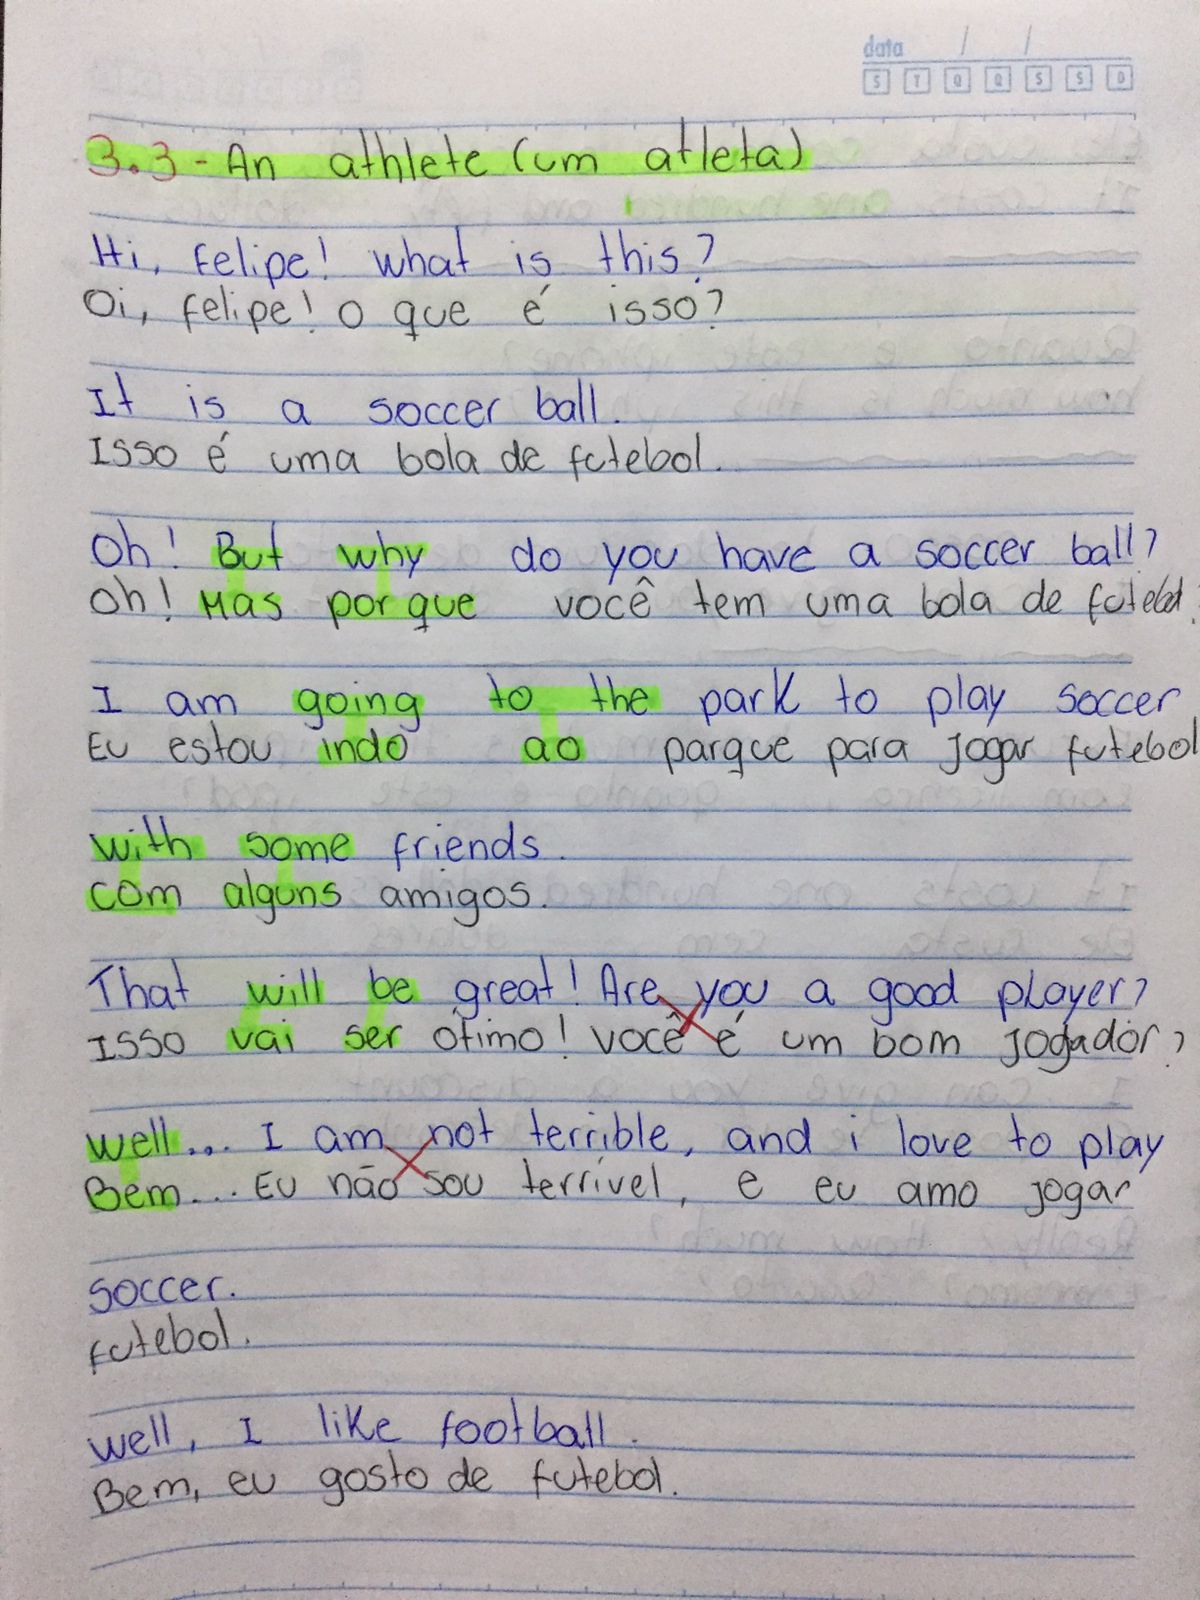 data / /
S T Q Q S S D
3.3 - An athlete (um atleta)
Hi, Felipe! what is this?
Oi, Felipe! O que é isso?
It is a soccer ball.
Isso é uma bola de futebol.
Oh! But why do you have a soccer ball?
Oh! Mas por que você tem uma bola de futebol.
I am going to the park to play soccer
Eu estou indo ao parque para jogar futebol
with some friends.
com alguns amigos.
That will be great! Are you a good player?
Isso vai ser ótimo! Você é um bom jogador?
Well... I am not terrible, and i love to play
Bem... Eu não sou terrível, e eu amo jogar
soccer.
futebol.
Well, I like football.
Bem, eu gosto de futebol.